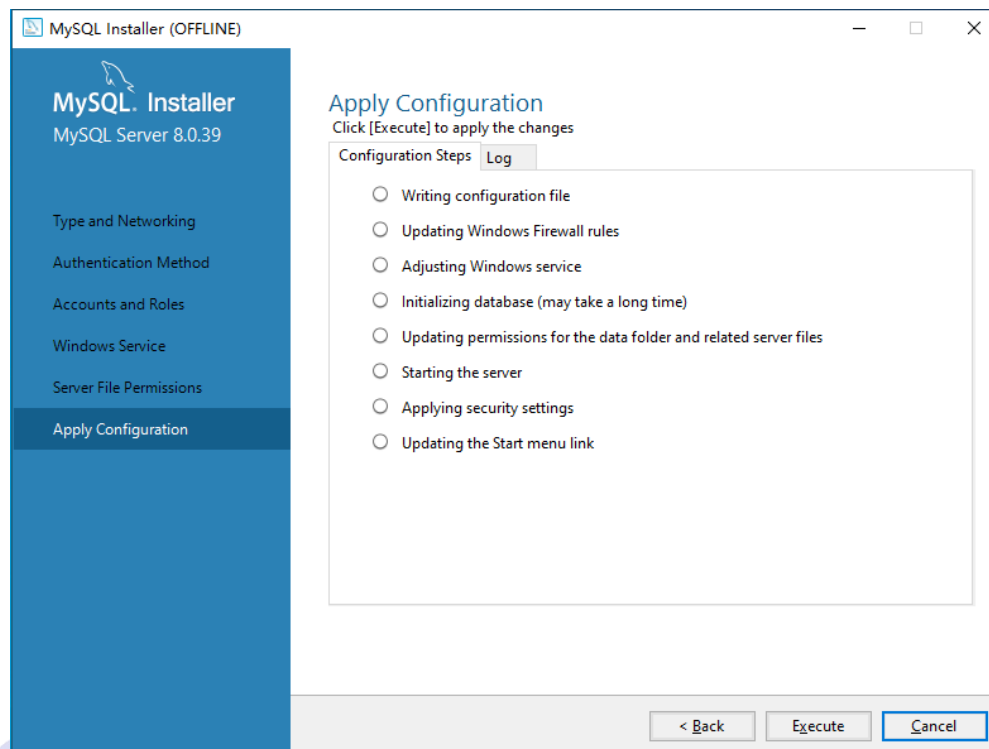 MySQL Installer (OFFLINE)
MySQL. Installer
MySQL Server 8.0.39
Type and Networking
Authentication Method
Accounts and Roles
Windows Service
Server File Permissions
Apply Configuration
Apply Configuration
Click [Execute] to apply the changes
Configuration Steps Log
Writing configuration file
Updating Windows Firewall rules
Adjusting Windows service
Initializing database (may take a long time)
Updating permissions for the data folder and related server files
Starting the server
Applying security settings
Updating the Start menu link
< Back Execute Cancel